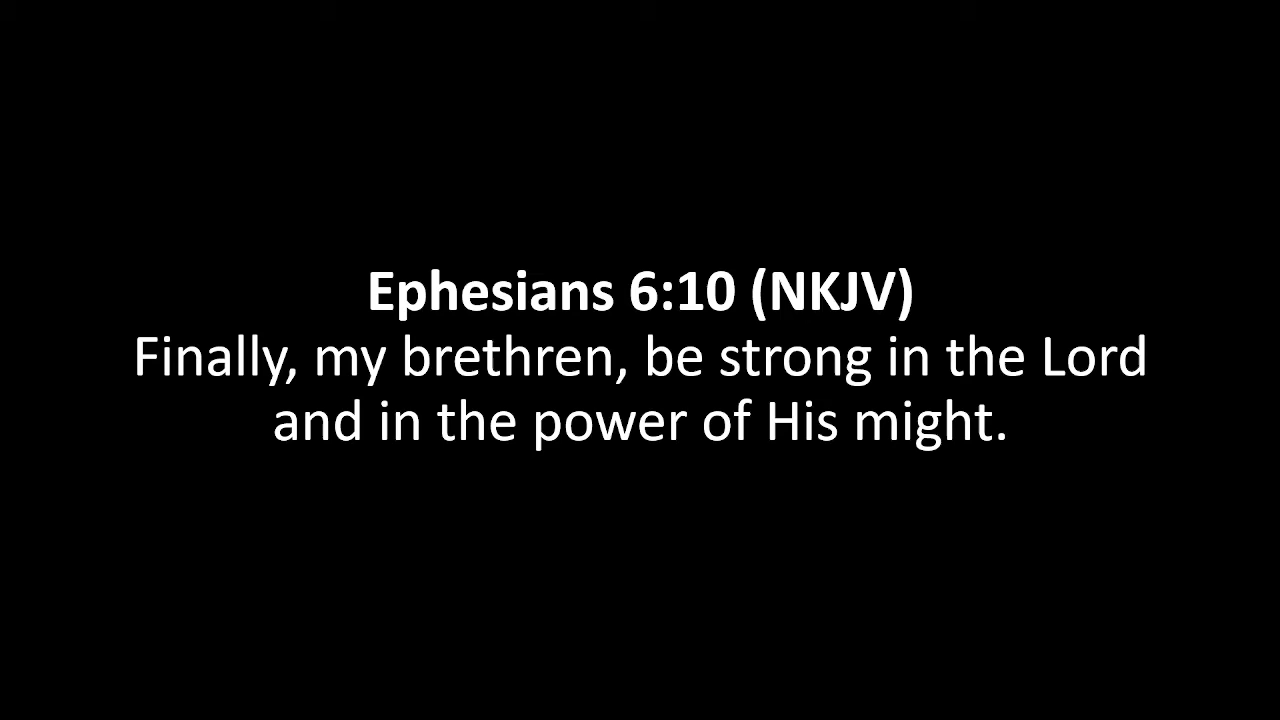 Ephesians 6:10 (NKJV)
Finally, my brethren, be strong in the Lord
and in the power of His might.